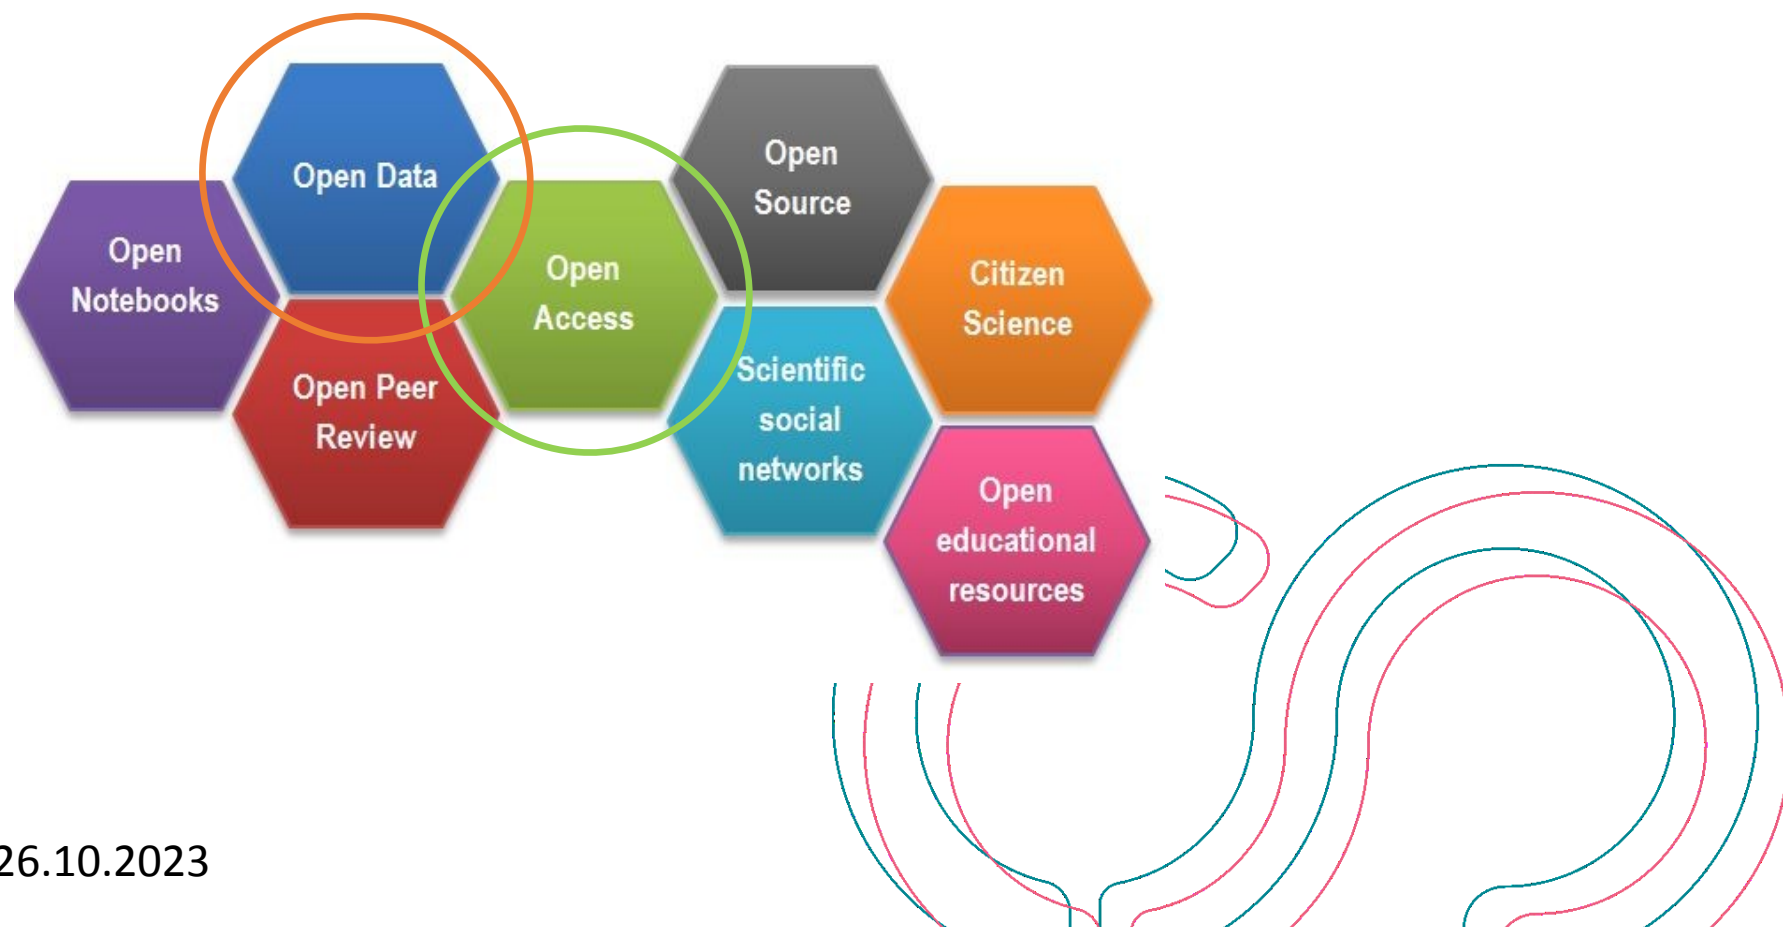 Open
Notebooks
Open Data
Open Peer
Review
Open
Access
Open
Source
Scientific
social
networks
Citizen
Science
Open
educational
resources
26.10.2023